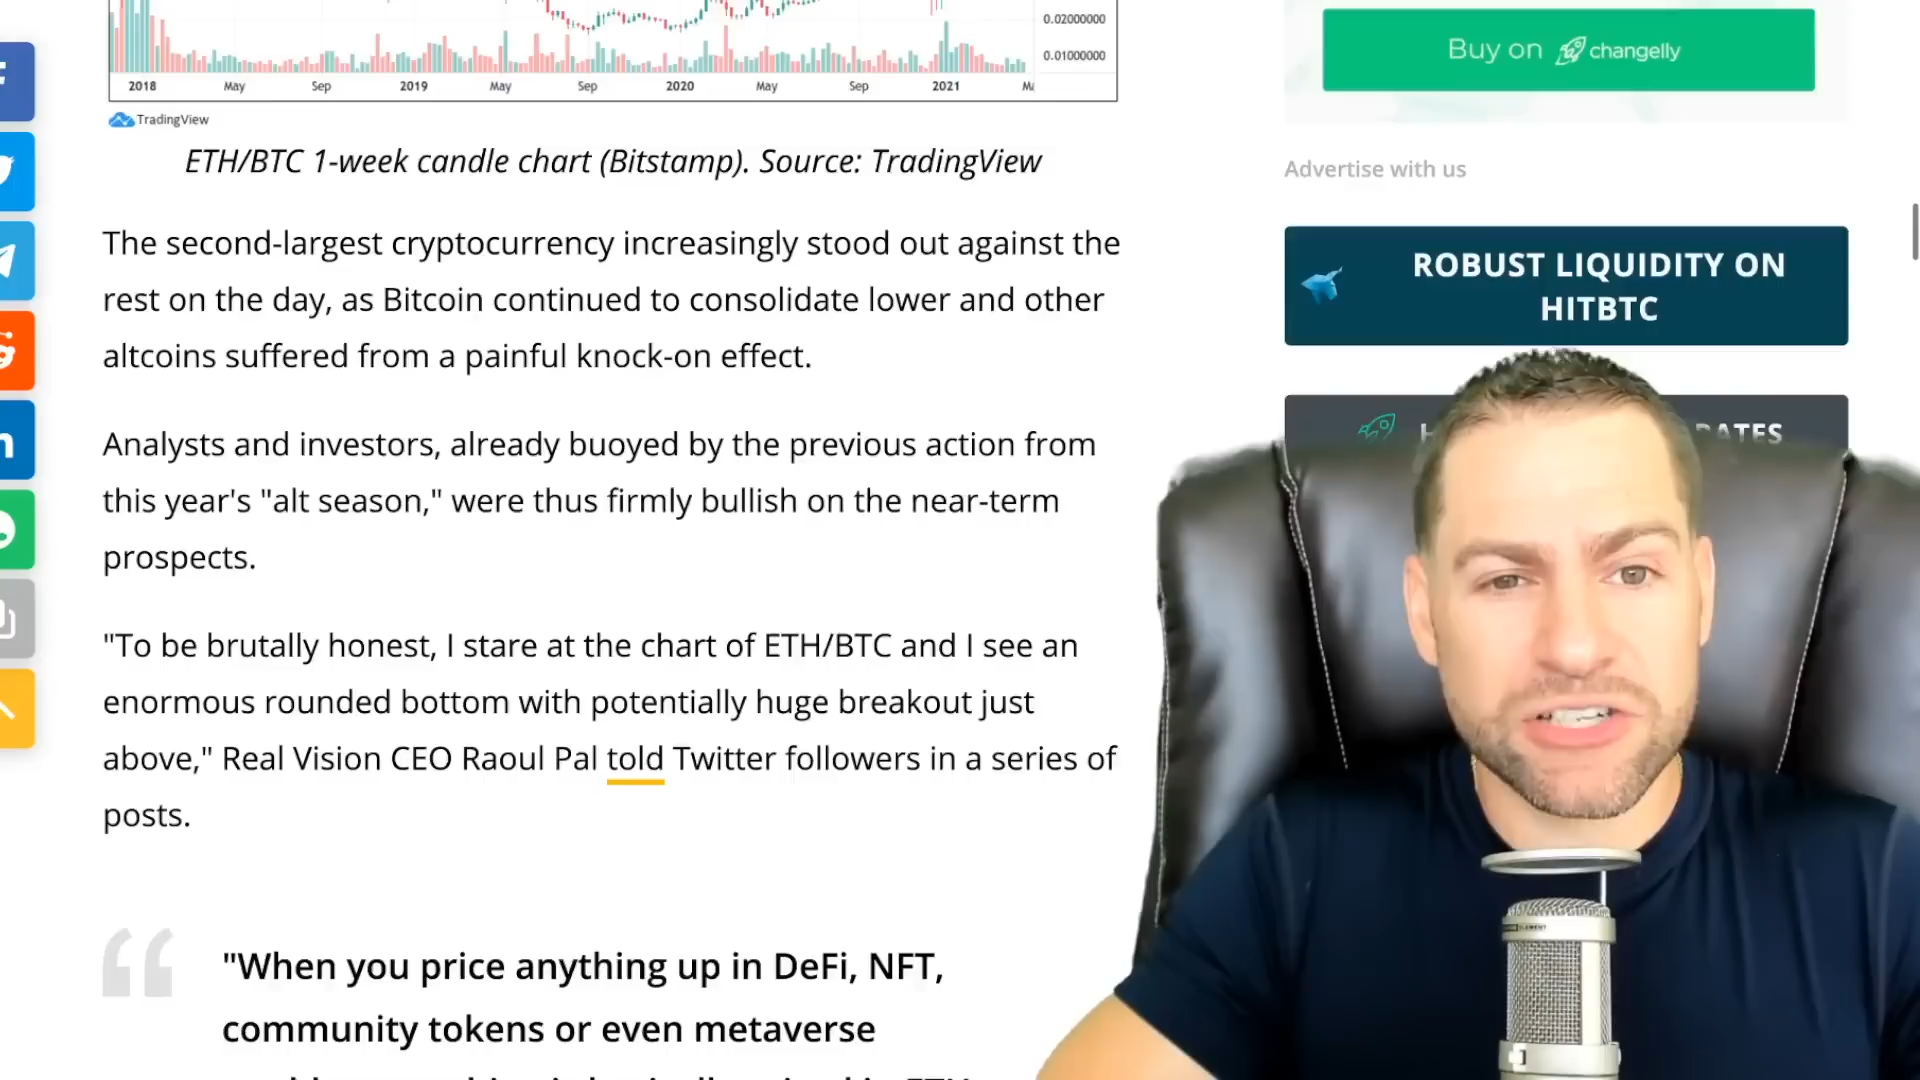 0.02000000
0.01000000
2018 May Sep 2019 May Sep 2020 May Sep 2021
TradingView
ETH/BTC 1-week candle chart (Bitstamp). Source: TradingView
The second-largest cryptocurrency increasingly stood out against the
rest on the day, as Bitcoin continued to consolidate lower and other
altcoins suffered from a painful knock-on effect.
Analysts and investors, already buoyed by the previous action from
this year's "alt season," were thus firmly bullish on the near-term
prospects.
"To be brutally honest, I stare at the chart of ETH/BTC and I see an
enormous rounded bottom with potentially huge breakout just
above," Real Vision CEO Raoul Pal told Twitter followers in a series of
posts.
"When you price anything up in DeFi, NFT,
community tokens or even metaverse
Buy on changelly
Advertise with us
ROBUST LIQUIDITY ON
HITBTC